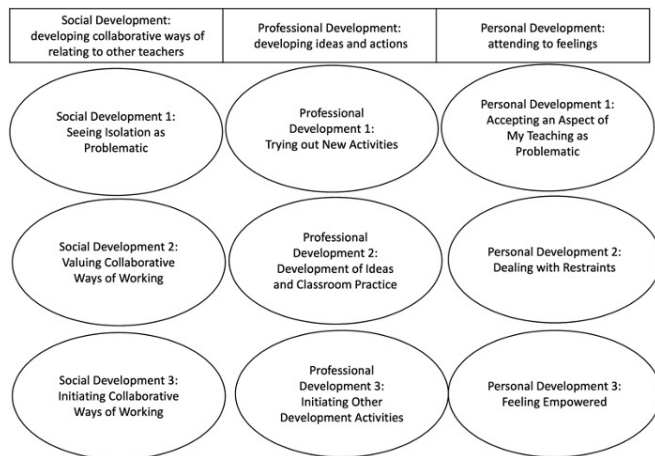 Social Development:
developing collaborative ways of
relating to other teachers
Professional Development:
developing ideas and actions
Personal Development:
attending to feelings
Social Development 1:
Seeing Isolation as
Problematic
Professional
Development 1:
Trying out New Activities
Personal Development 1:
Accepting an Aspect of
My Teaching as
Problematic
Social Development 2:
Valuing Collaborative
Ways of Working
Professional
Development 2:
Development of Ideas
and Classroom Practice
Personal Development 2:
Dealing with Restraints
Social Development 3:
Initiating Collaborative
Ways of Working
Professional
Development 3:
Initiating Other
Development Activities
Personal Development 3:
Feeling Empowered